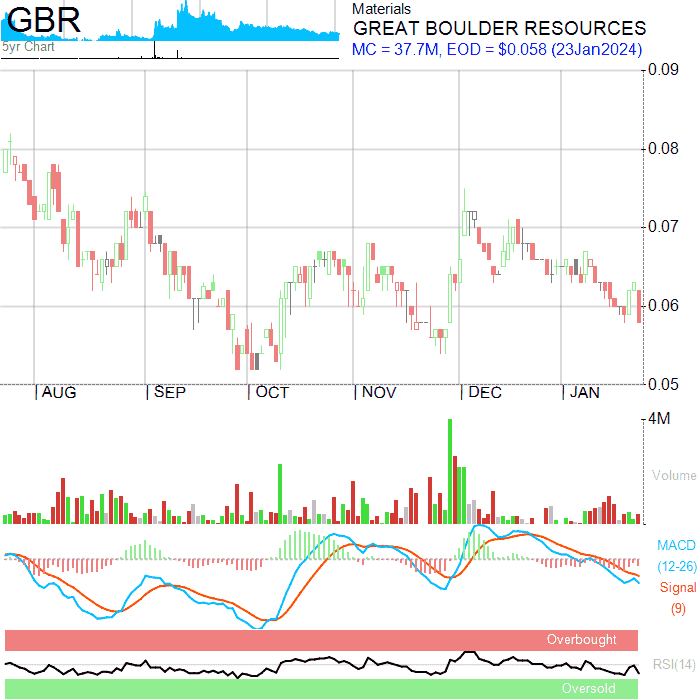 GBR
5yr Chart
Materials
GREAT BOULDER RESOURCES
MC = 37.7M, EOD = $0.058 (23Jan2024)
0.09
0.08
0.07
0.06
0.05
AUG SEP OCT NOV DEC JAN
4M
Volume
MACD
(12-26)
Signal
(9)
Overbought
RSI(14)
Oversold